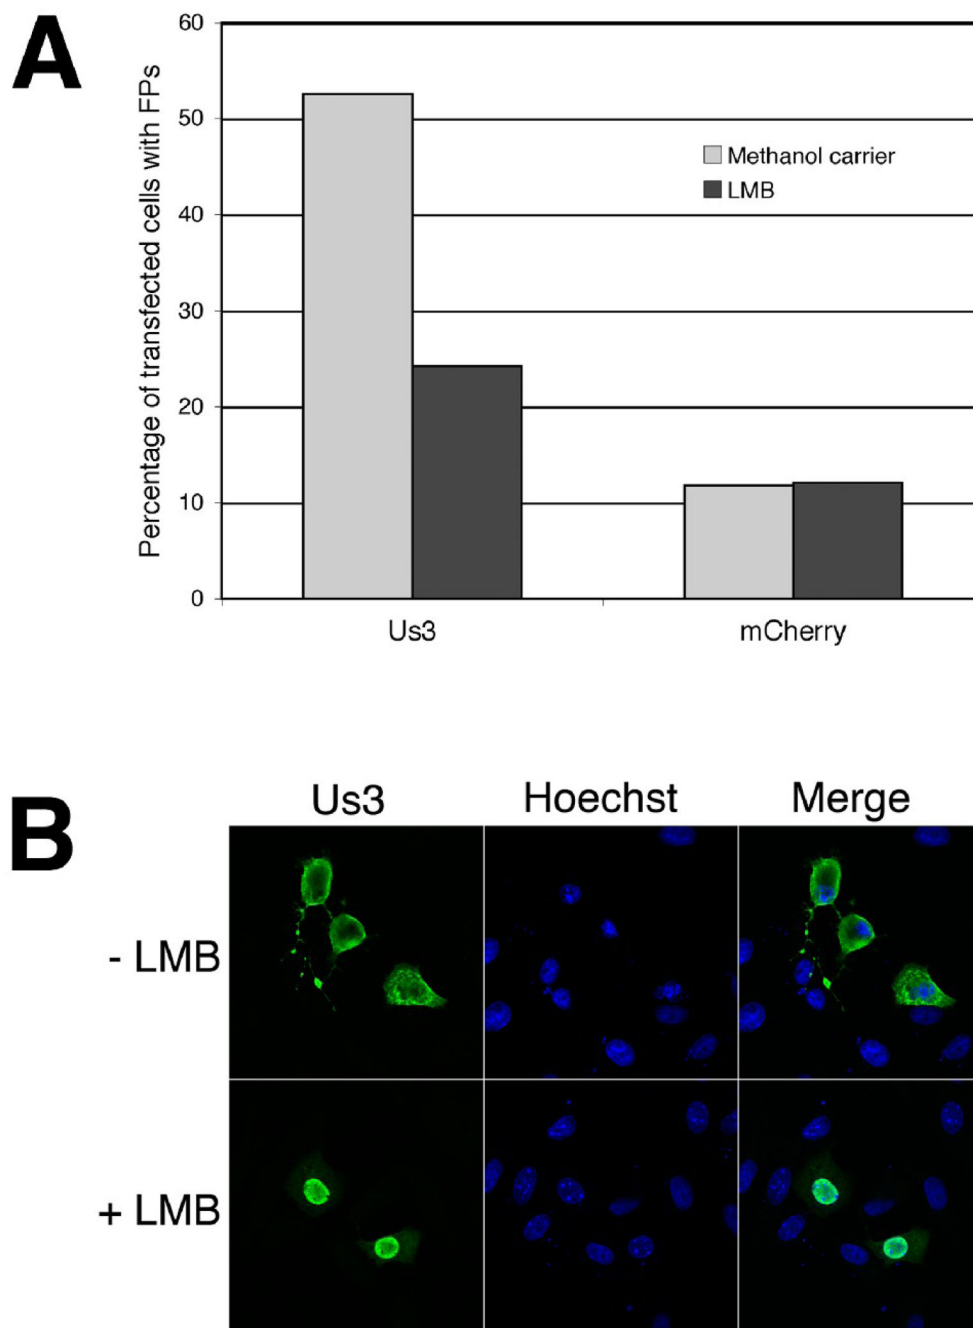 A
Percentage of transfected cells with FPs
60
50
40
30
20
10
0
Methanol carrier
LMB
Us3
mCherry
B
Us3
Hoechst
Merge
- LMB
+ LMB